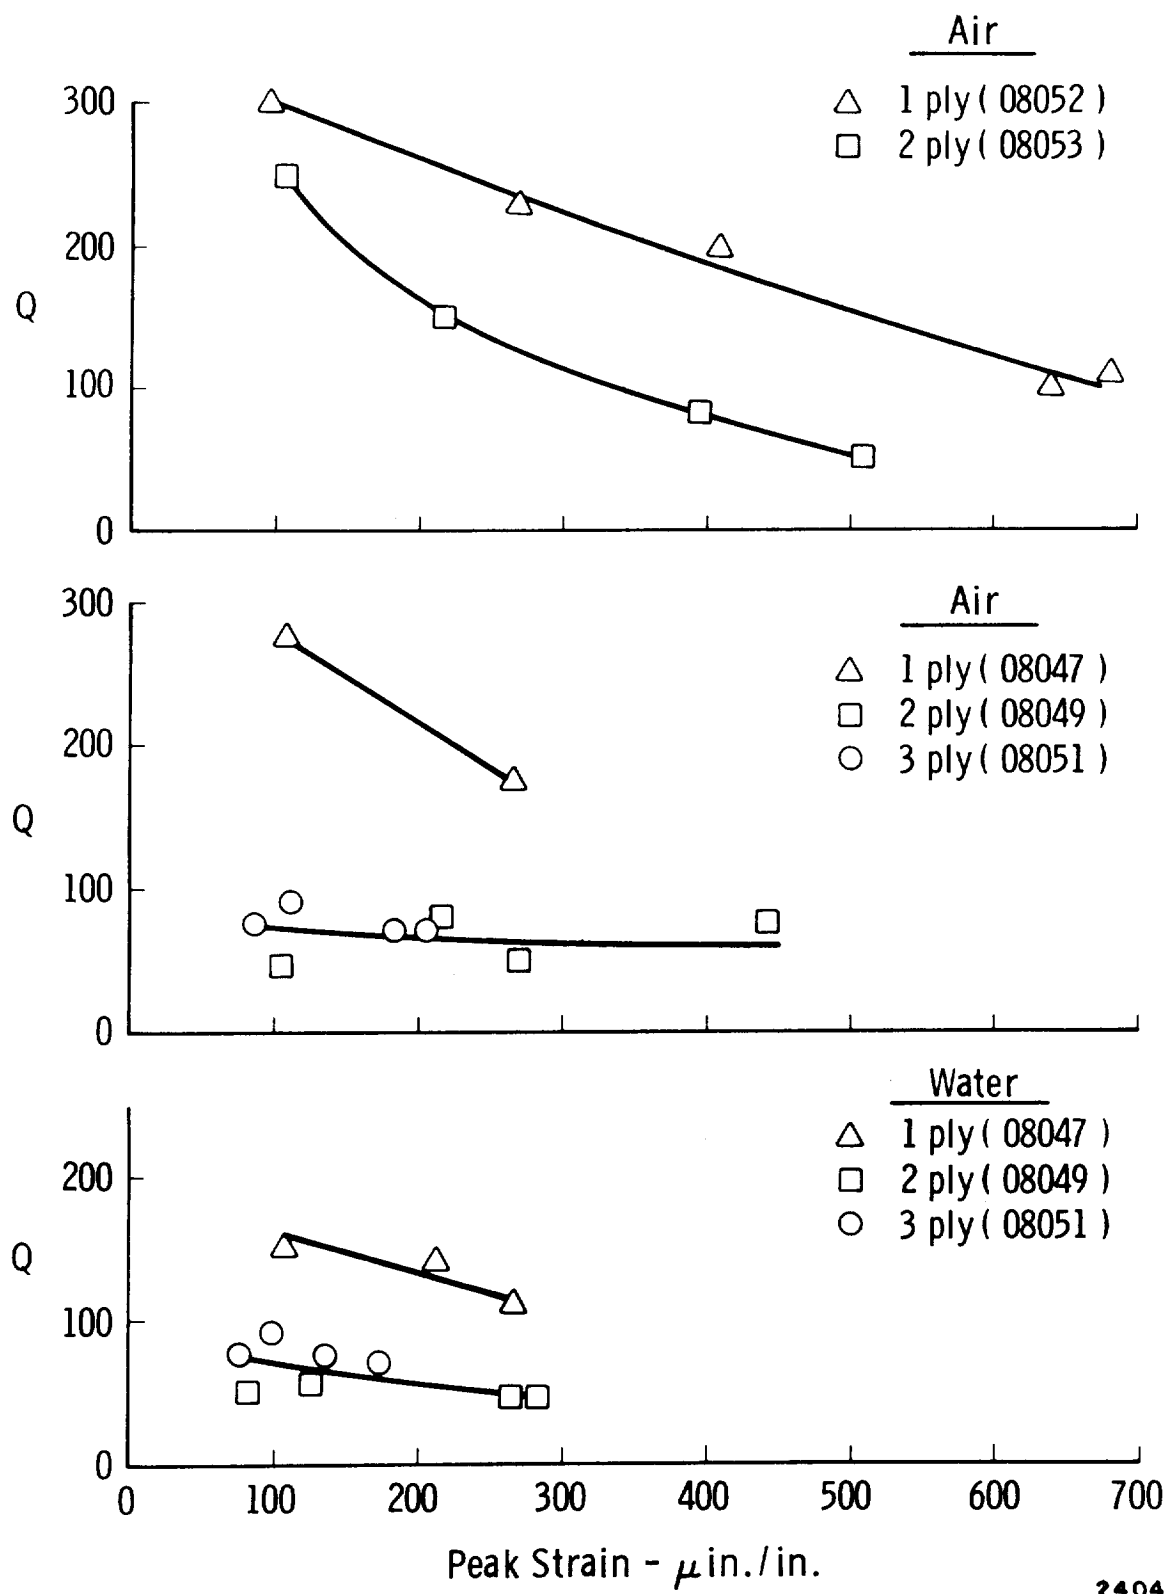 Air
1 ply ( 08052 )
2 ply ( 08053 )
300
200
Q
100
0
Air
1 ply ( 08047 )
2 ply ( 08049 )
3 ply ( 08051 )
300
200
Q
100
0
Water
1 ply ( 08047 )
2 ply ( 08049 )
3 ply ( 08051 )
200
Q
100
0
0 100 200 300 400 500 600 700
Peak Strain - μ in. / in.